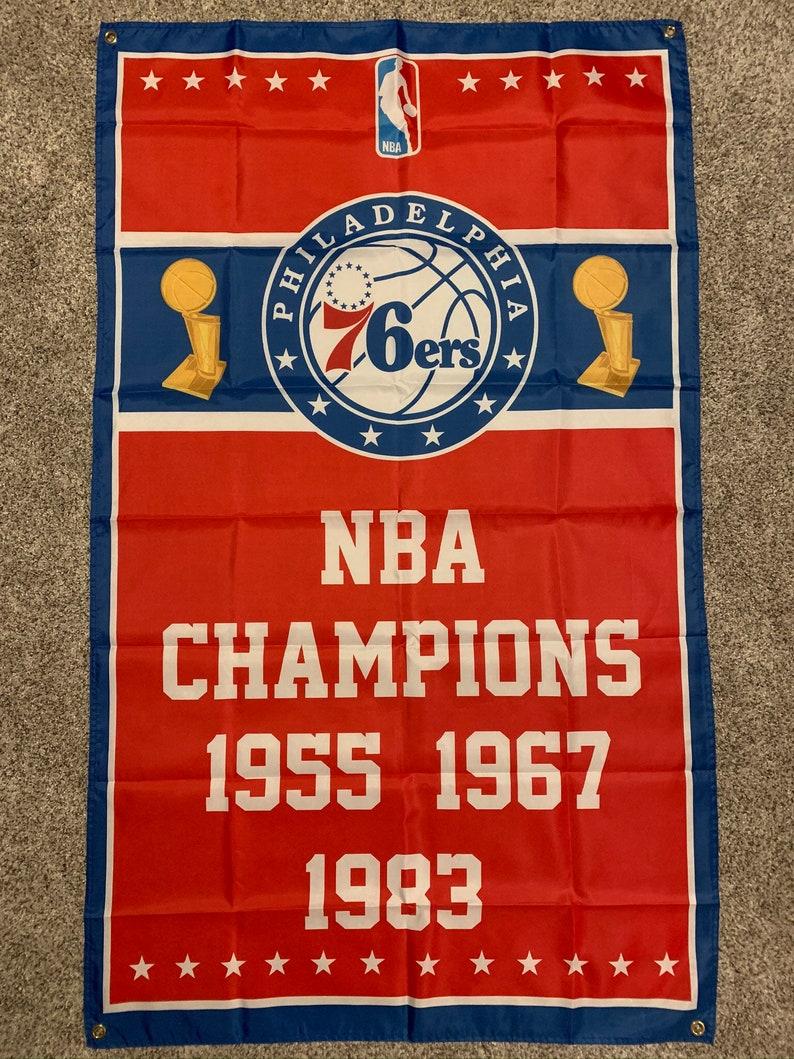 NBA
PHILADELPHIA
76ers
NBA
CHAMPIONS
1955 1967
1983